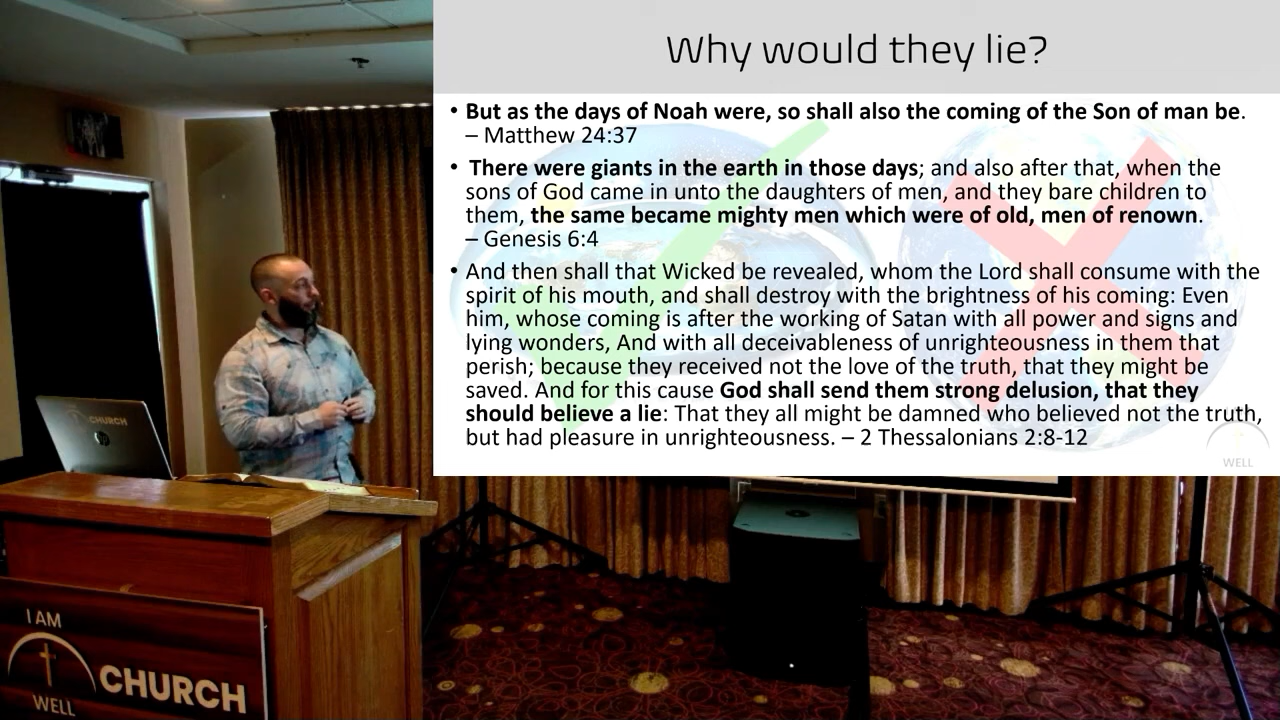 Why would they lie?
• But as the days of Noah were, so shall also the coming of the Son of man be.
– Matthew 24:37
• There were giants in the earth in those days; and also after that, when the
sons of God came in unto the daughters of men, and they bare children to
them, the same became mighty men which were of old, men of renown.
– Genesis 6:4
• And then shall that Wicked be revealed, whom the Lord shall consume with the
spirit of his mouth, and shall destroy with the brightness of his coming: Even
him, whose coming is after the working of Satan with all power and signs and
lying wonders, And with all deceivableness of unrighteousness in them that
perish; because they received not the love of the truth, that they might be
saved. And for this cause God shall send them strong delusion, that they
should believe a lie: That they all might be damned who believed not the truth,
but had pleasure in unrighteousness. – 2 Thessalonians 2:8-12
WELL
CHURCH
hp
I AM
CHURCH
WELL